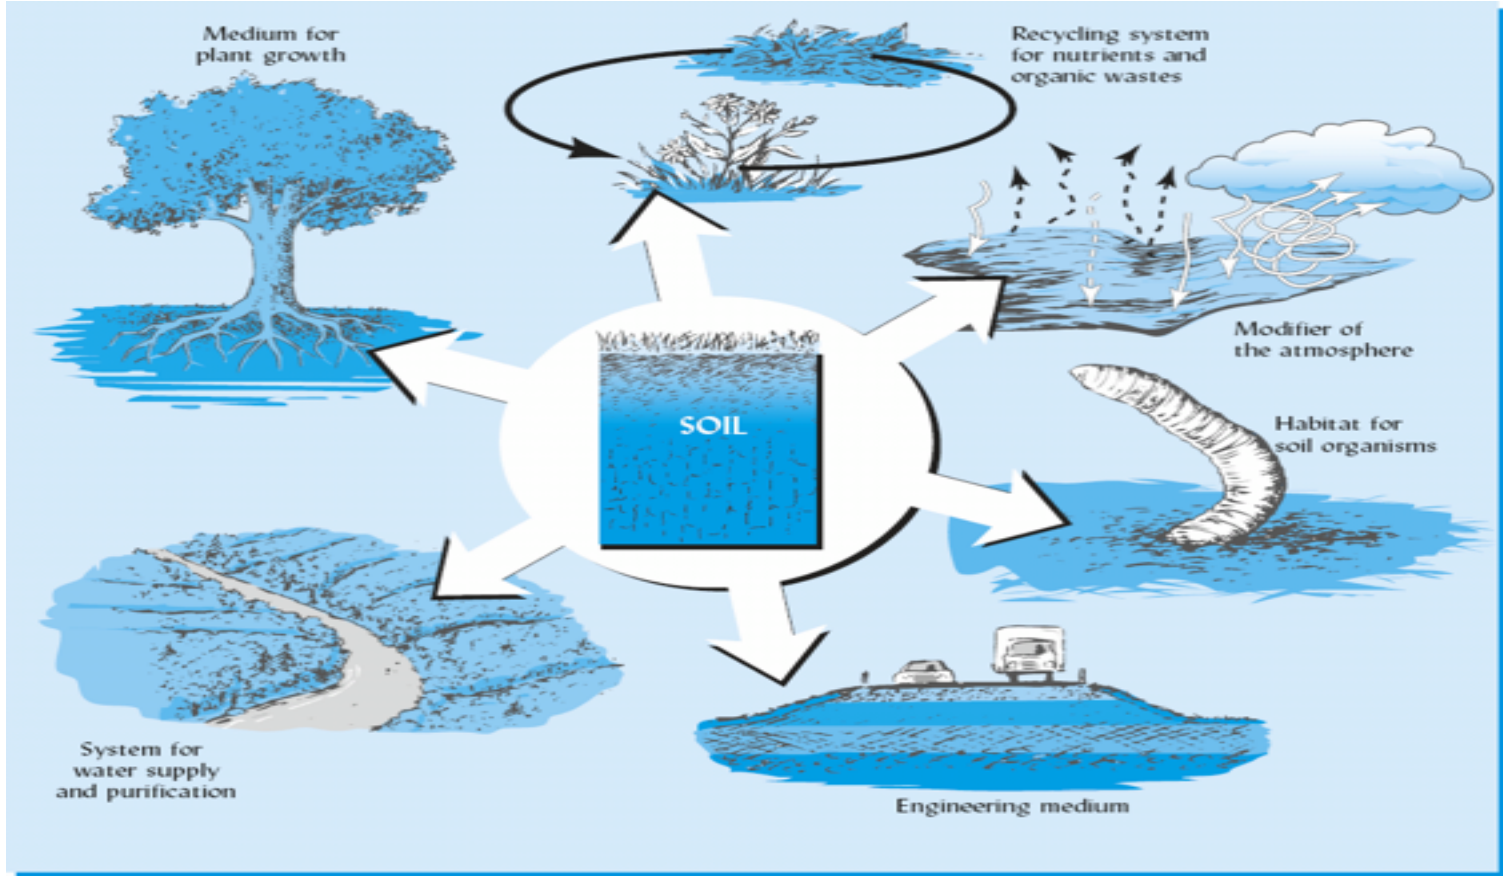 Medium for
plant growth
Recycling system
for nutrients and
organic wastes
Modifier of
the atmosphere
Habitat for
soil organisms
SOIL
System for
water supply
and purification
Engineering medium